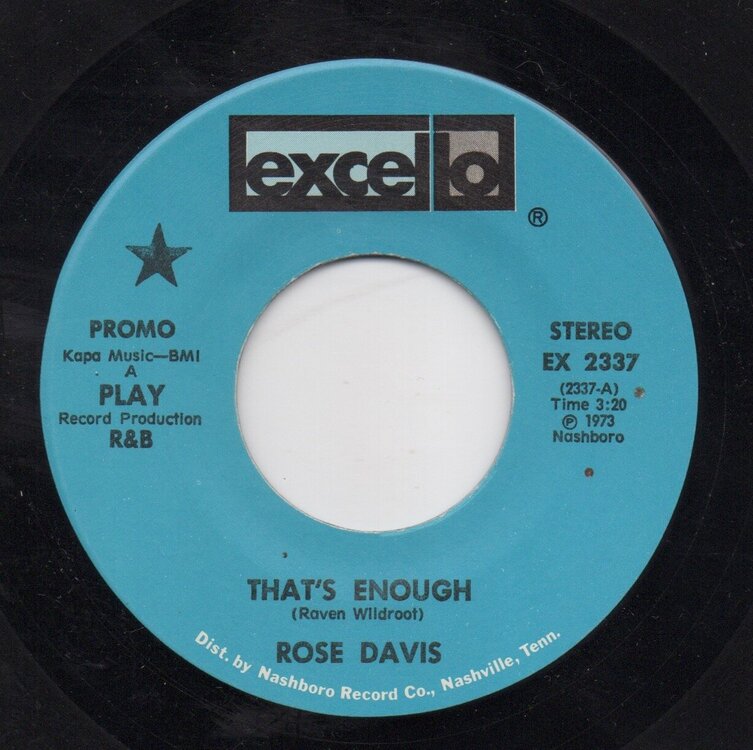 excello
®
PROMO
Kapa Music—BMI
A
PLAY
Record Production
R&B
STEREO
EX 2337
(2337-A)
Time 3:20
℗ 1973
Nashboro
THAT'S ENOUGH
(Raven Wildroot)
ROSE DAVIS
Dist. by Nashboro Record Co., Nashville, Tenn.